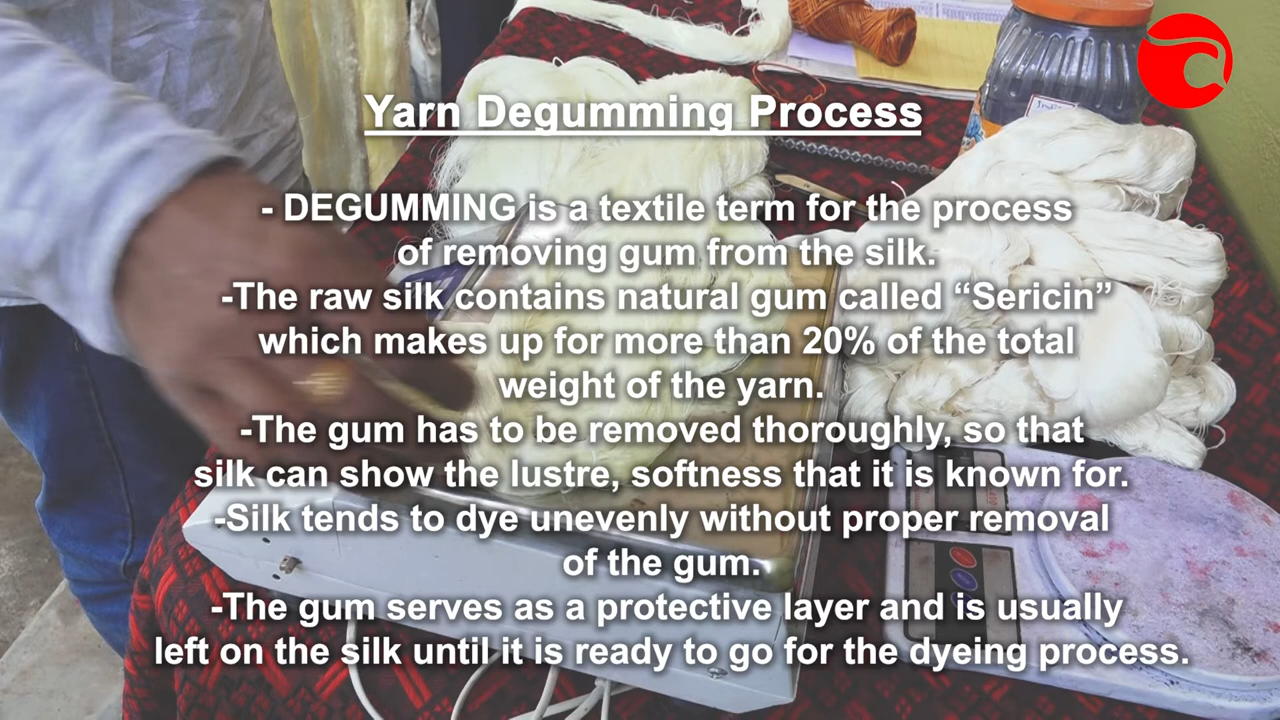 Yarn Degumming Process
- DEGUMMING is a textile term for the process
of removing gum from the silk.
-The raw silk contains natural gum called “Sericin”
which makes up for more than 20% of the total
weight of the yarn.
-The gum has to be removed thoroughly, so that
silk can show the lustre, softness that it is known for.
-Silk tends to dye unevenly without proper removal
of the gum.
-The gum serves as a protective layer and is usually
left on the silk until it is ready to go for the dyeing process.